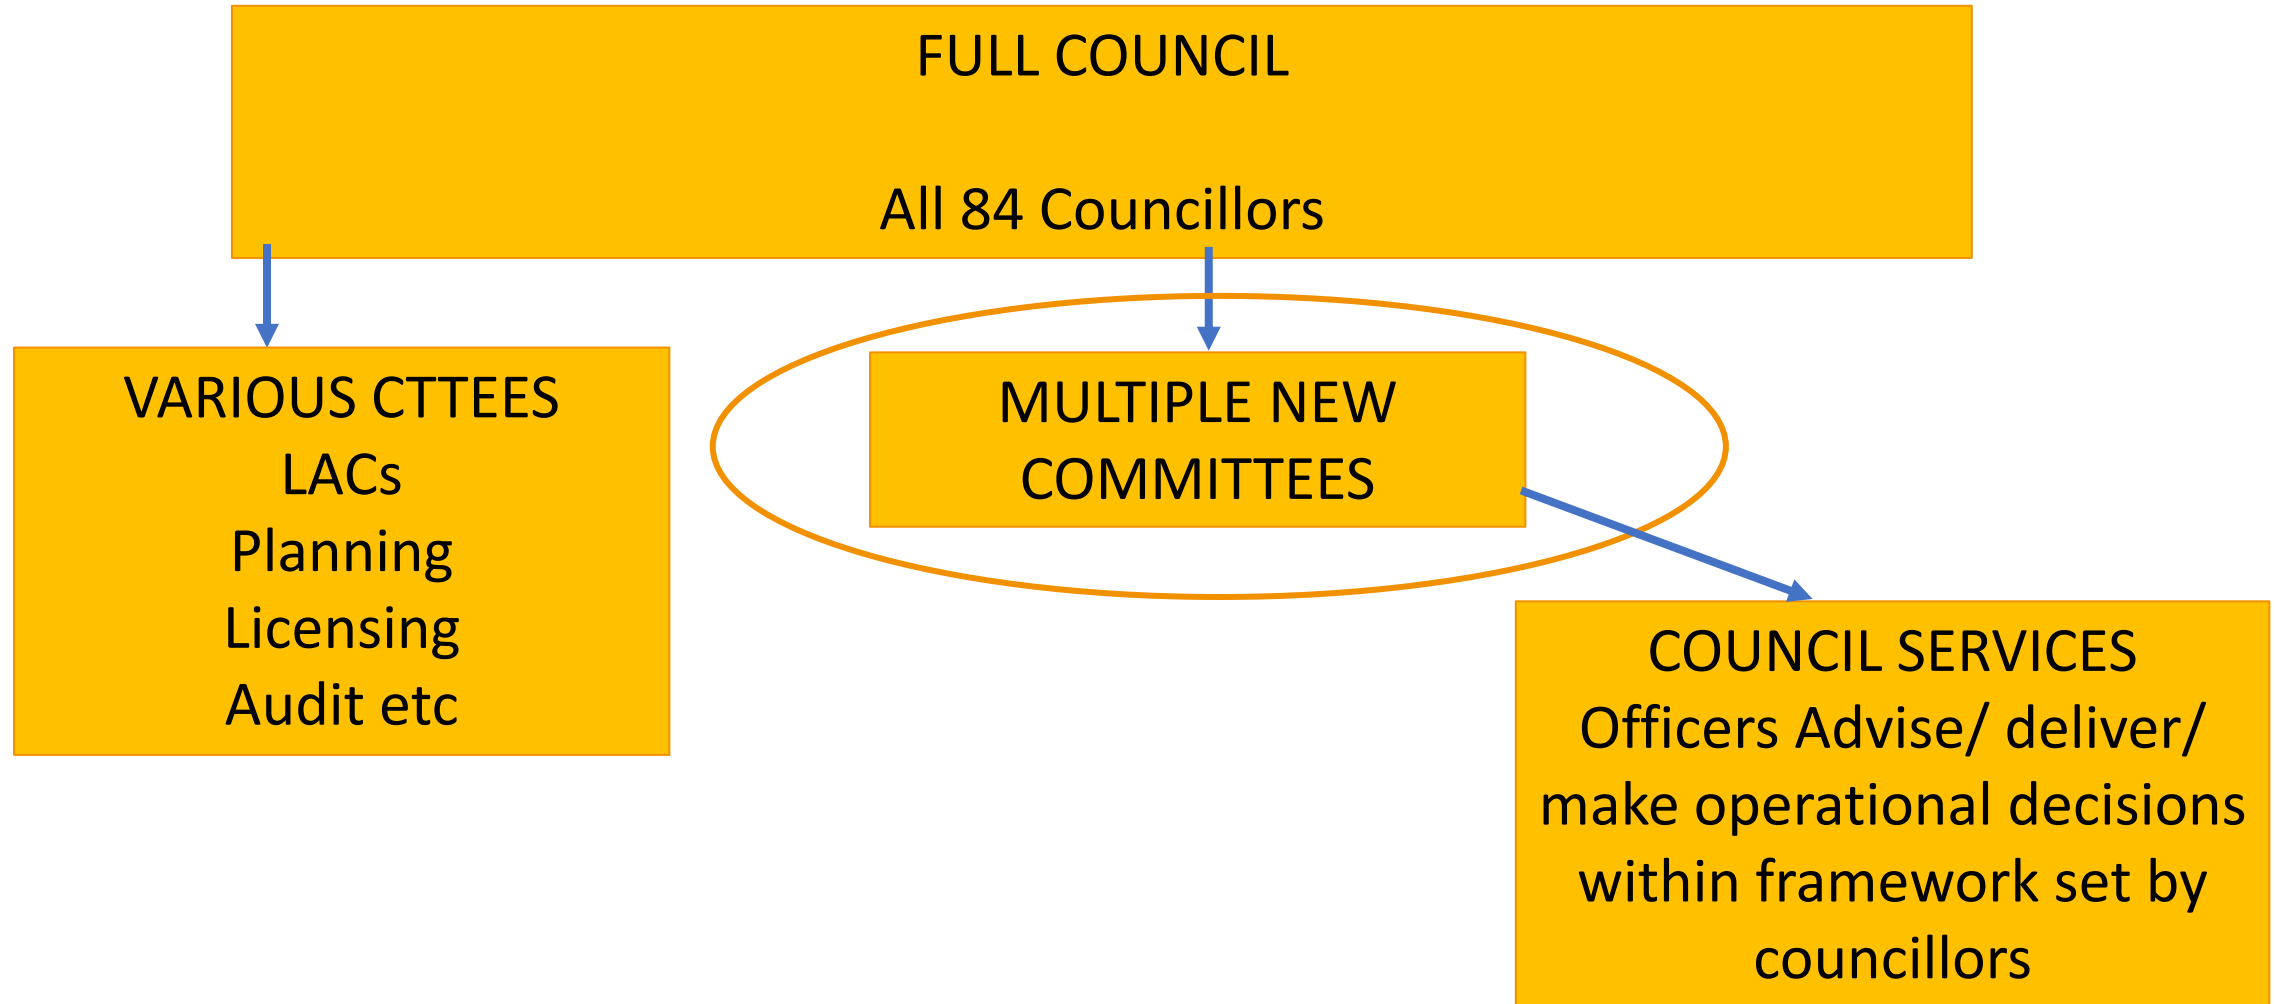 FULL COUNCIL
All 84 Councillors
VARIOUS CTTEES
LACs
Planning
Licensing
Audit etc
MULTIPLE NEW
COMMITTEES
COUNCIL SERVICES
Officers Advise/ deliver/
make operational decisions
within framework set by
councillors